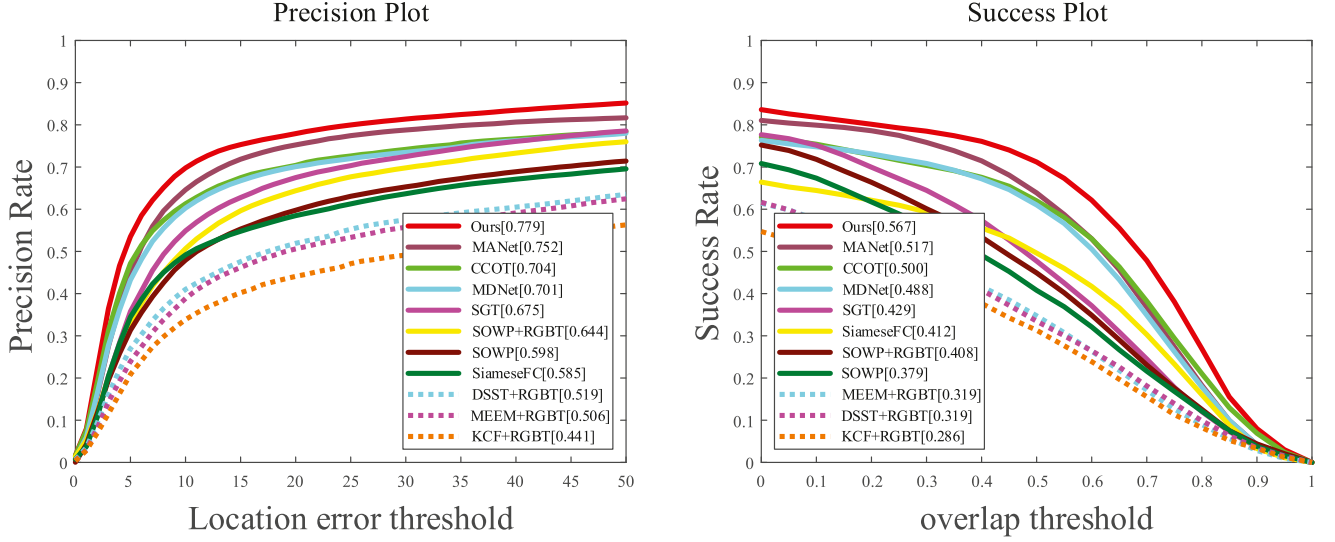 Precision Plot
Precision Rate
1
0.9
0.8
0.7
0.6
0.5
0.4
0.3
0.2
0.1
0
Ours[0.779]
MANet[0.752]
CCOT[0.704]
MDNet[0.701]
SGT[0.675]
SOWP+RGBT[0.644]
SOWP[0.598]
SiameseFC[0.585]
DSST+RGBT[0.519]
MEEM+RGBT[0.506]
KCF+RGBT[0.441]
0 5 10 15 20 25 30 35 40 45 50
Location error threshold
Success Plot
Success Rate
1
0.9
0.8
0.7
0.6
0.5
0.4
0.3
0.2
0.1
0
Ours[0.567]
MANet[0.517]
CCOT[0.500]
MDNet[0.488]
SGT[0.429]
SiameseFC[0.412]
SOWP+RGBT[0.408]
SOWP[0.379]
MEEM+RGBT[0.319]
DSST+RGBT[0.319]
KCF+RGBT[0.286]
0 0.1 0.2 0.3 0.4 0.5 0.6 0.7 0.8 0.9 1
overlap threshold